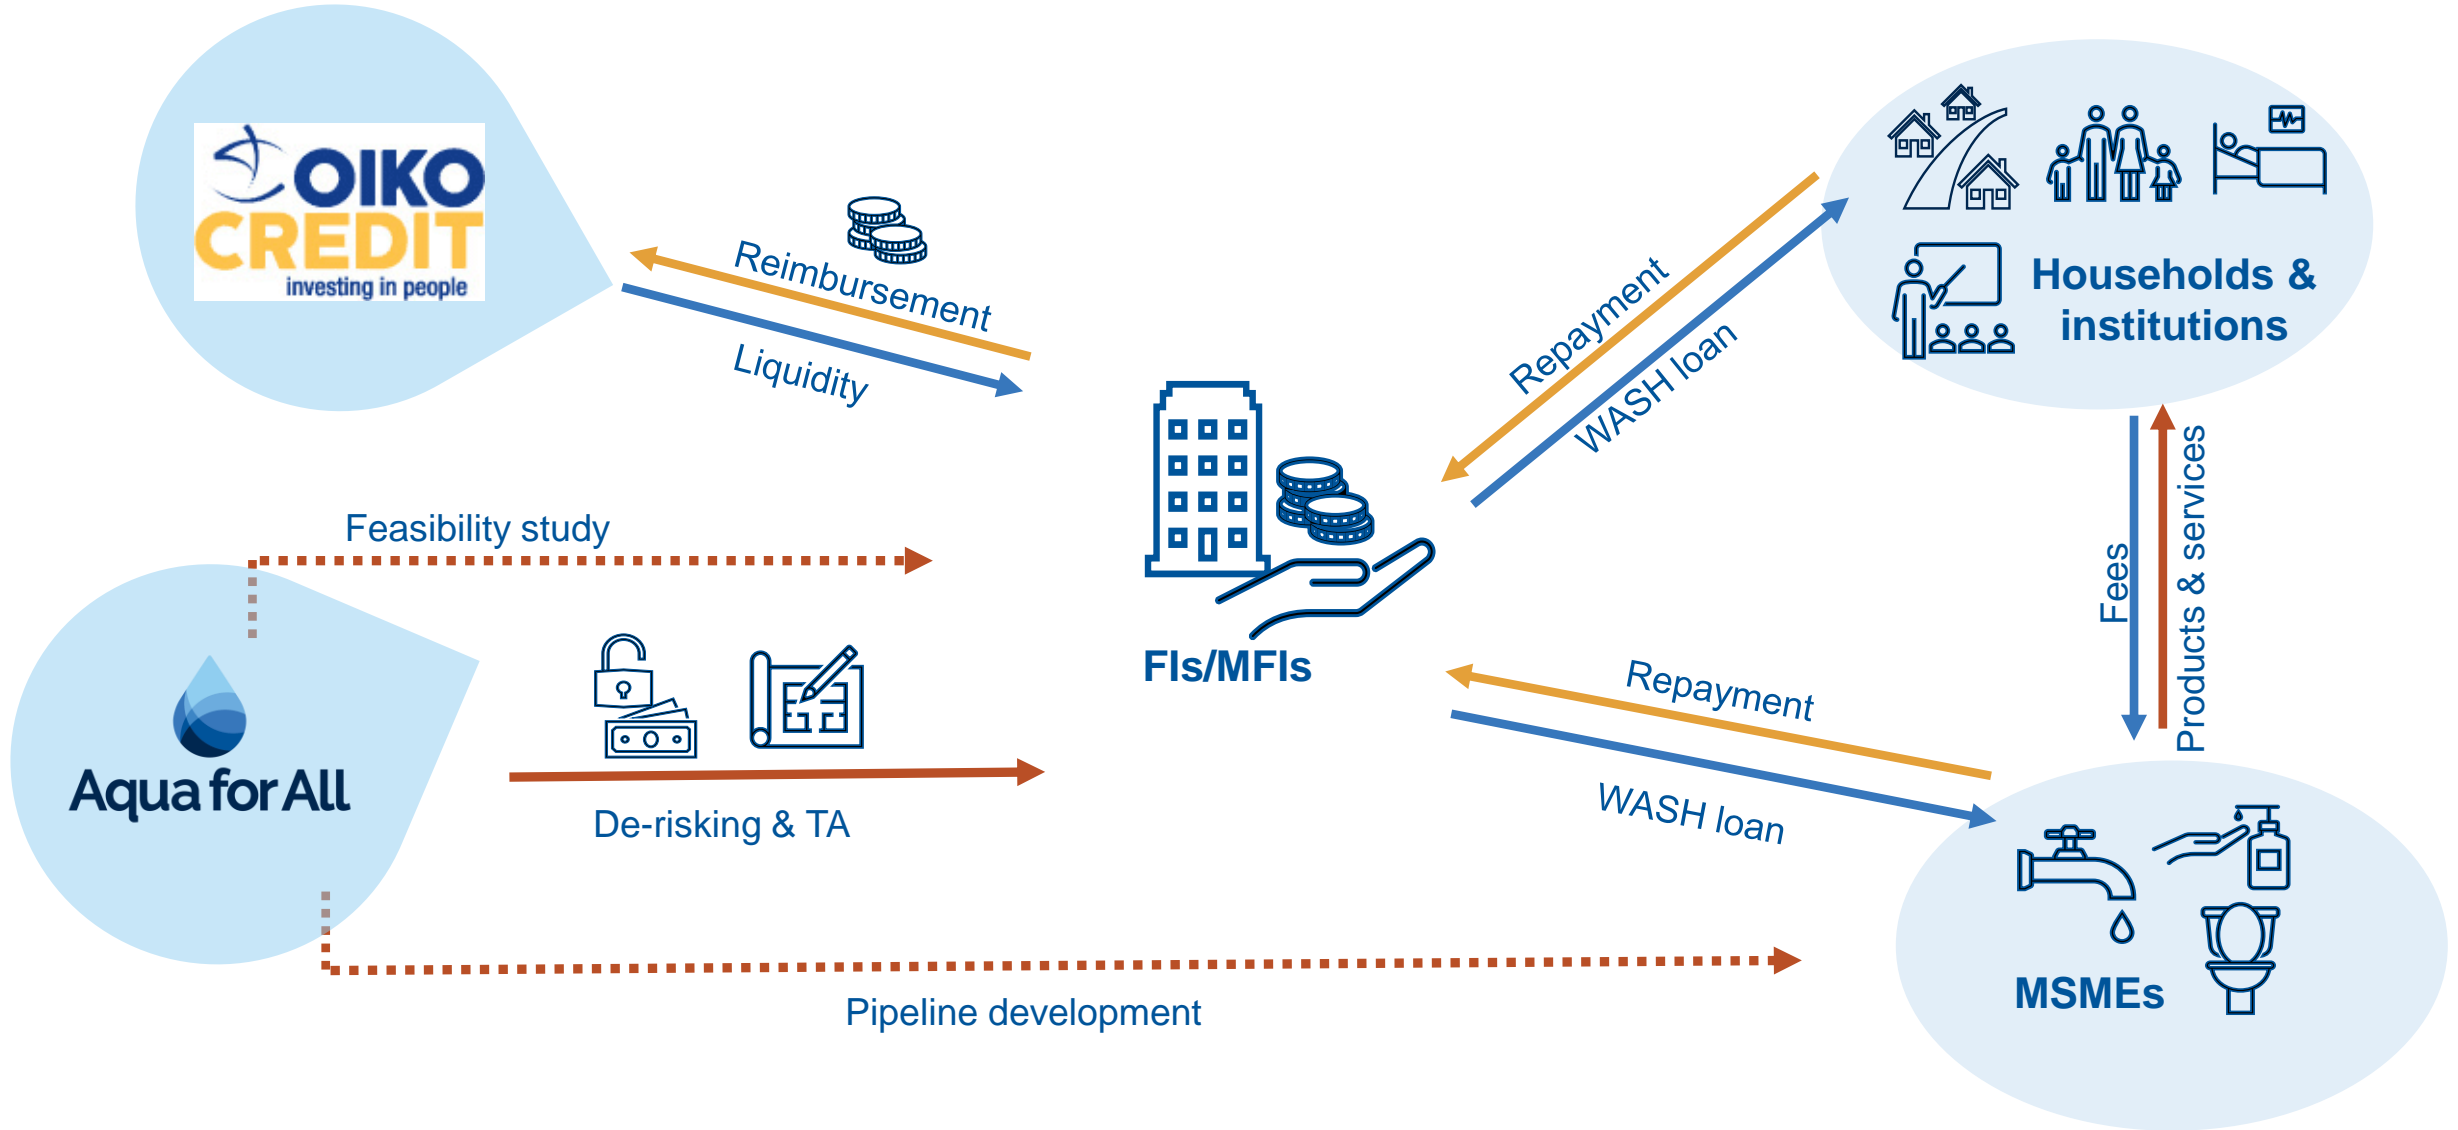 OIKO
CREDIT
investing in people
Reimbursement
Liquidity
Repayment
WASH loan
Households &
institutions
Feasibility study
Fees
Products & services
FIs/MFIs
Aqua for All
De-risking & TA
Repayment
WASH loan
MSMEs
Pipeline development